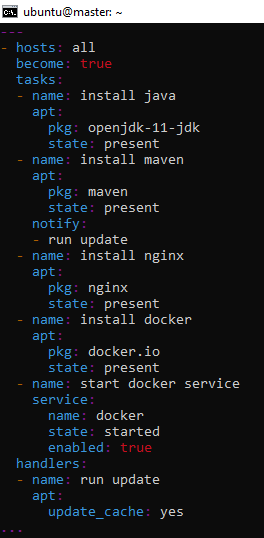 ubuntu@master: ~
---
- hosts: all
  become: true
  tasks:
  - name: install java
    apt:
      pkg: openjdk-11-jdk
      state: present
  - name: install maven
    apt:
      pkg: maven
      state: present
    notify:
    - run update
  - name: install nginx
    apt:
      pkg: nginx
      state: present
  - name: install docker
    apt:
      pkg: docker.io
      state: present
  - name: start docker service
    service:
      name: docker
      state: started
      enabled: true
  handlers:
  - name: run update
    apt:
      update_cache: yes
...